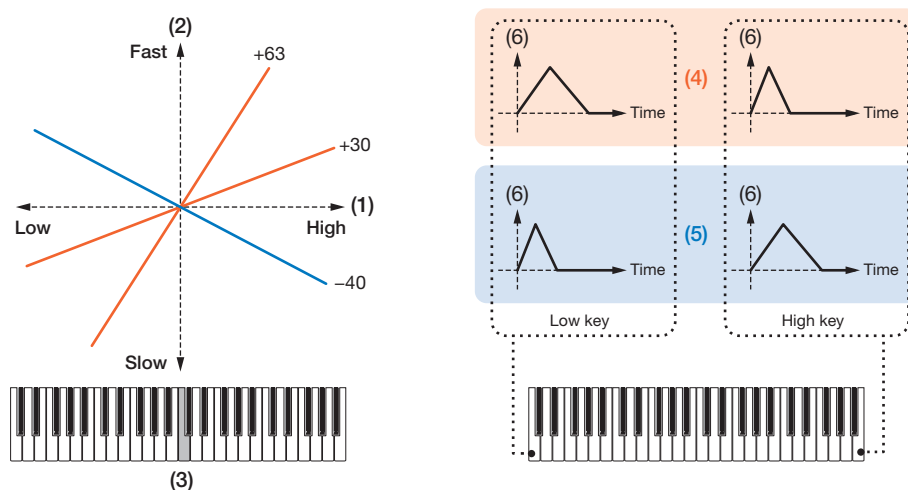 (2)
Fast
+63
+30
(1)
Low
High
−40
Slow
(3)
(6)
(6)
(4)
Time
Time
(6)
(6)
(5)
Time
Time
Low key
High key